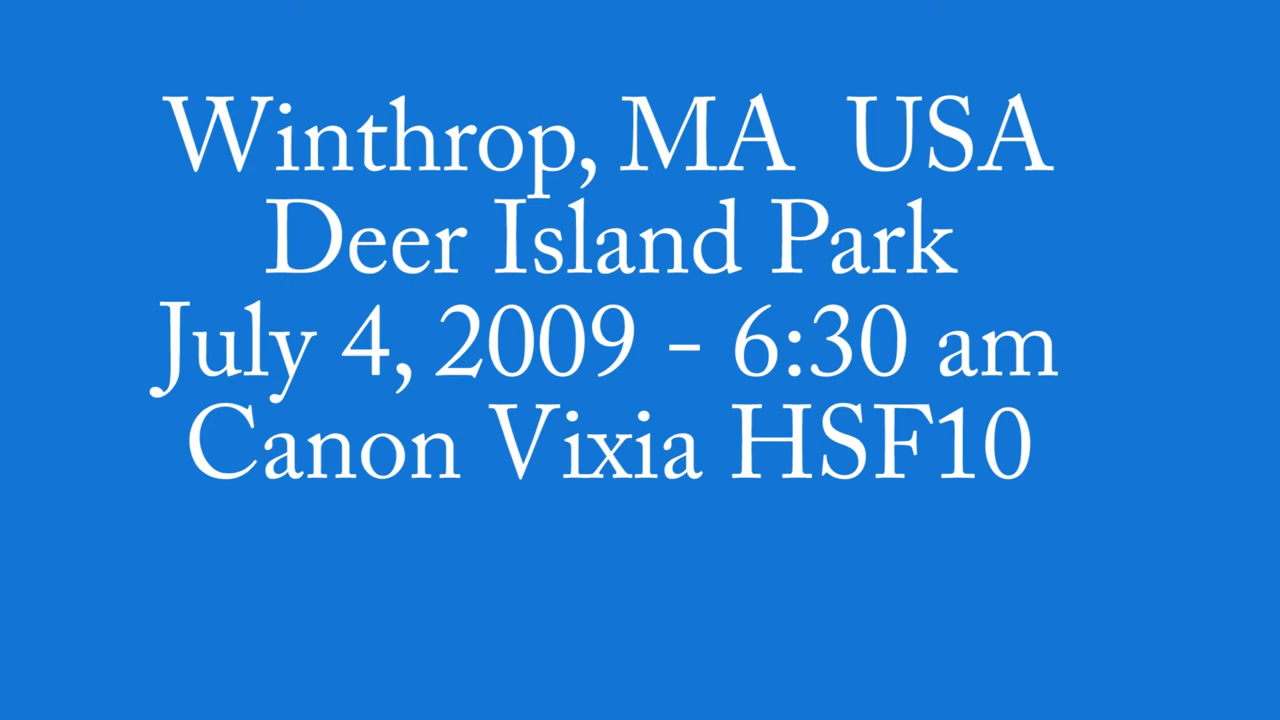 Winthrop, MA  USA
Deer Island Park
July 4, 2009 - 6:30 am
Canon Vixia HSF10